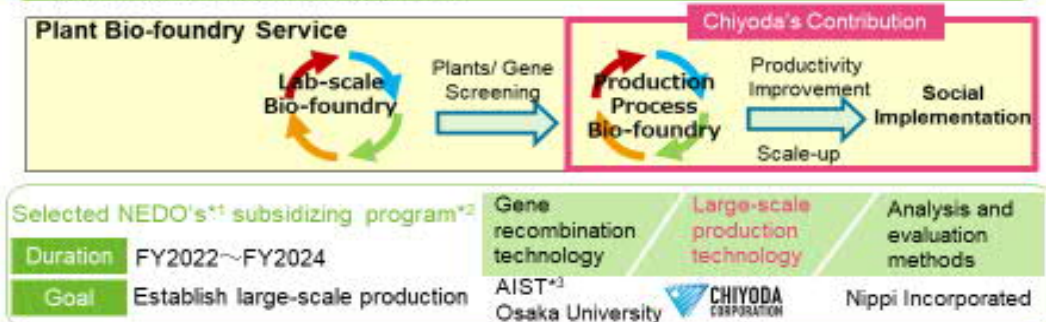 Plant Bio-foundry Service
Chiyoda's Contribution
Lab-scale
Bio-foundry
Plants/ Gene
Screening
Production
Process
Bio-foundry
Productivity
Improvement
Scale-up
Social
Implementation
Selected NEDO's*1 subsidizing program*2
Duration FY2022～FY2024
Goal Establish large-scale production
Gene
recombination
technology
Large-scale
production
technology
Analysis and
evaluation
methods
AIST*3
Osaka University
CHIYODA
CORPORATION
Nippi Incorporated